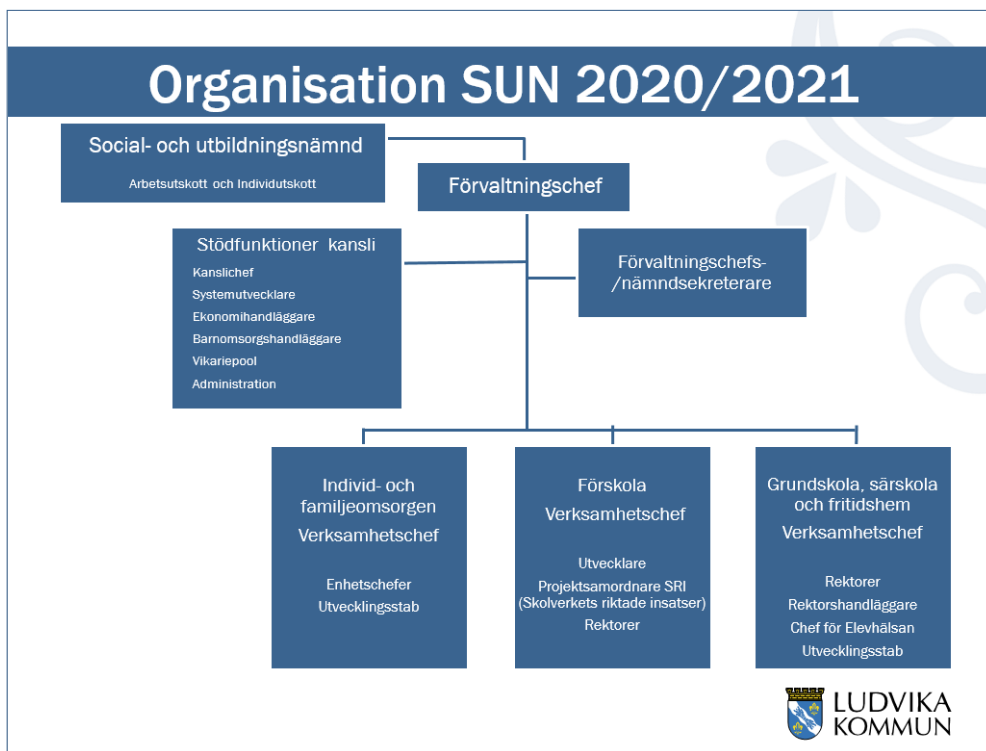 Organisation SUN 2020/2021
Social- och utbildningsnämnd
Arbetsutskott och Individutskott
Förvaltningschef
Stödfunktioner kansli
Kanslichef
Systemutvecklare
Ekonomihandläggare
Barnomsorgshandläggare
Vikariepool
Administration
Förvaltningschefs-
/nämndsekreterare
Individ- och
familjeomsorgen
Verksamhetschef
Enhetschefer
Utvecklingsstab
Förskola
Verksamhetschef
Utvecklare
Projektsamordnare SRI
(Skolverkets riktade insatser)
Rektorer
Grundskola, särskola
och fritidshem
Verksamhetschef
Rektorer
Rektorshandläggare
Chef för Elevhälsan
Utvecklingsstab
LUDVIKA
KOMMUN